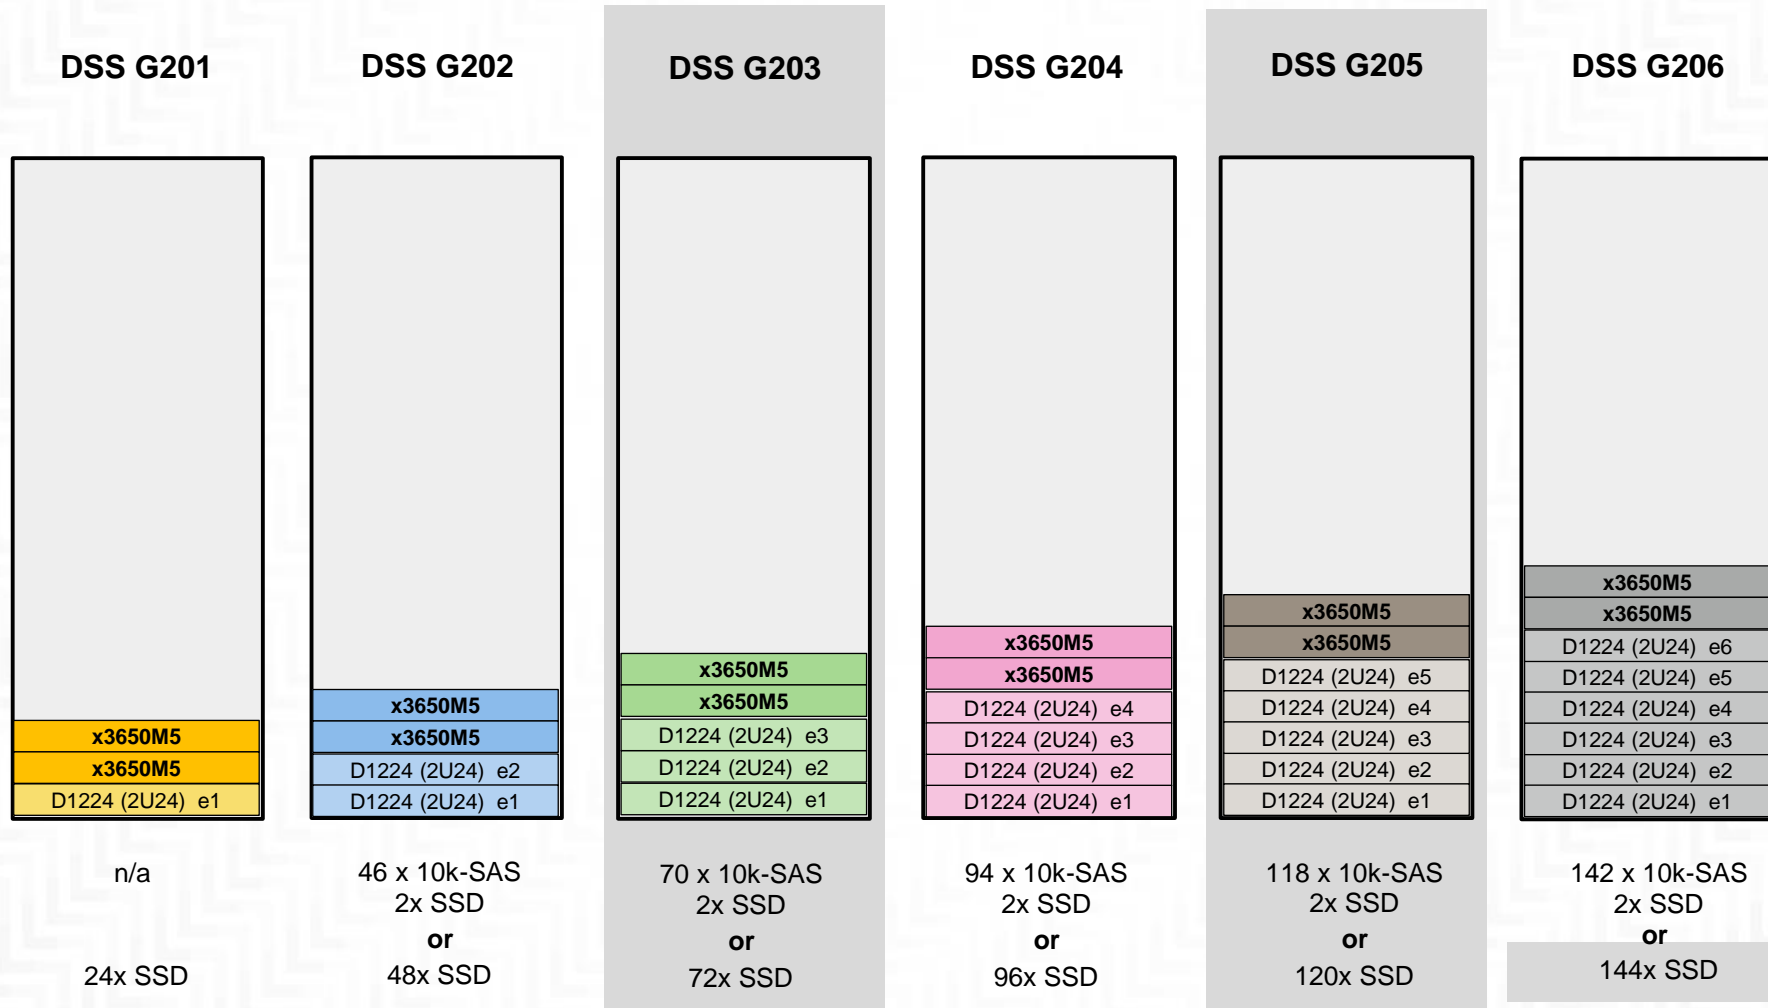 DSS G201
x3650M5
x3650M5
D1224 (2U24) e1
n/a
24x SSD
DSS G202
x3650M5
x3650M5
D1224 (2U24) e2
D1224 (2U24) e1
46 x 10k-SAS
2x SSD
or
48x SSD
DSS G203
x3650M5
x3650M5
D1224 (2U24) e3
D1224 (2U24) e2
D1224 (2U24) e1
70 x 10k-SAS
2x SSD
or
72x SSD
DSS G204
x3650M5
x3650M5
D1224 (2U24) e4
D1224 (2U24) e3
D1224 (2U24) e2
D1224 (2U24) e1
94 x 10k-SAS
2x SSD
or
96x SSD
DSS G205
x3650M5
x3650M5
D1224 (2U24) e5
D1224 (2U24) e4
D1224 (2U24) e3
D1224 (2U24) e2
D1224 (2U24) e1
118 x 10k-SAS
2x SSD
or
120x SSD
DSS G206
x3650M5
x3650M5
D1224 (2U24) e6
D1224 (2U24) e5
D1224 (2U24) e4
D1224 (2U24) e3
D1224 (2U24) e2
D1224 (2U24) e1
142 x 10k-SAS
2x SSD
or
144x SSD